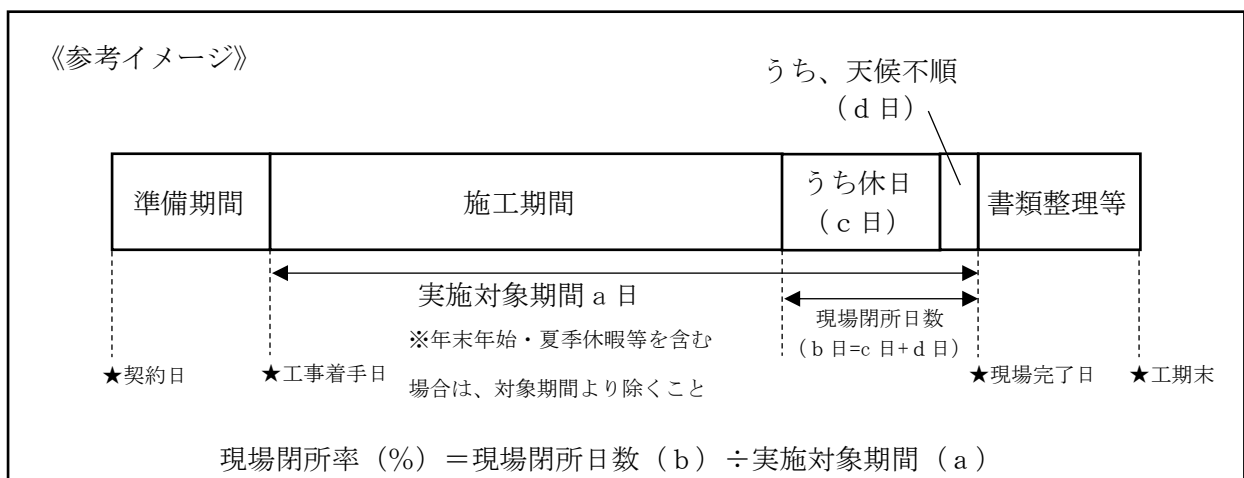 《参考イメージ》
うち、天候不順
(d日)
準備期間
施工期間
うち休日
(c日)
書類整理等
実施対象期間a日
※年末年始・夏季休暇等を含む
場合は、対象期間より除くこと
現場閉所日数
(b日=c日+d日)
★契約日
★工事着手日
★現場完了日
★工期末
現場閉所率(%)=現場閉所日数(b)÷実施対象期間(a)